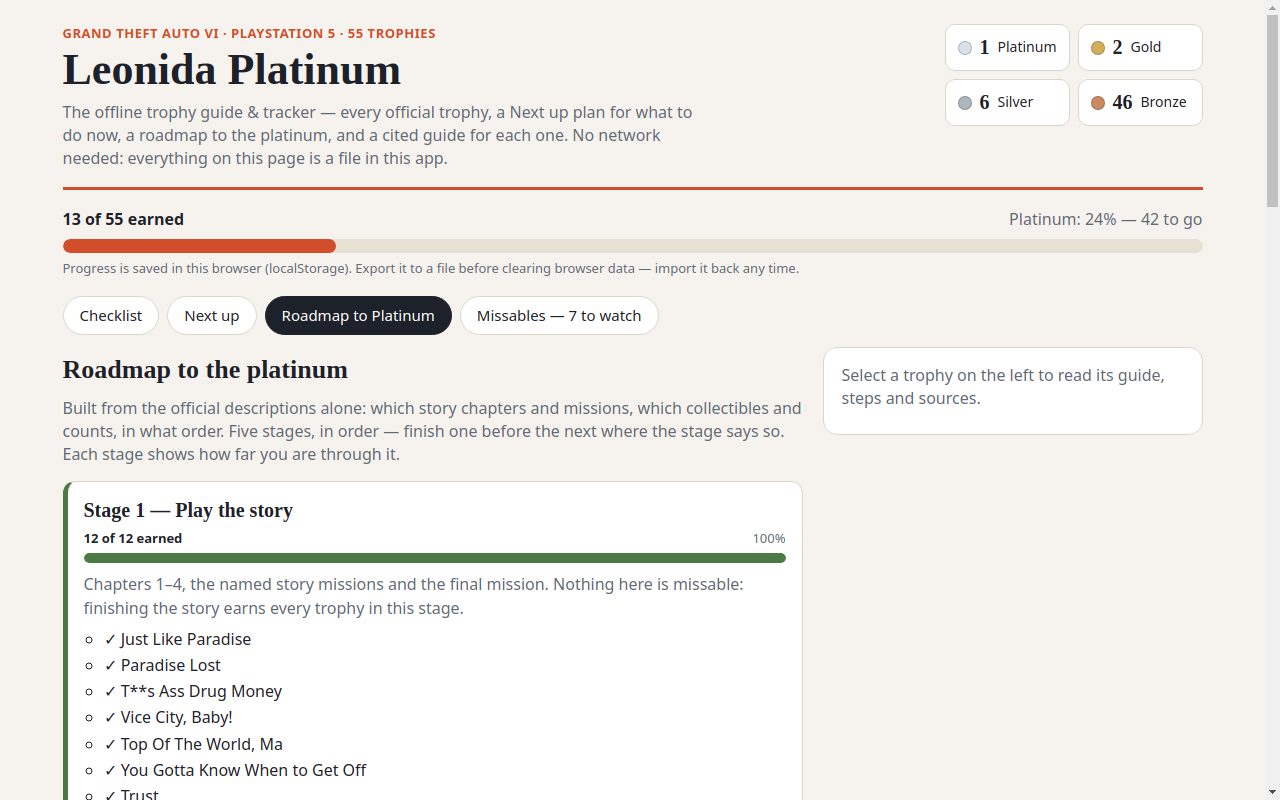 GRAND THEFT AUTO VI · PLAYSTATION 5 · 55 TROPHIES
Leonida Platinum
The offline trophy guide & tracker — every official trophy, a Next up plan for what to
do now, a roadmap to the platinum, and a cited guide for each one. No network
needed: everything on this page is a file in this app.
1 Platinum
2 Gold
6 Silver
46 Bronze
13 of 55 earned
Platinum: 24% — 42 to go
Progress is saved in this browser (localStorage). Export it to a file before clearing browser data — import it back any time.
Checklist
Next up
Roadmap to Platinum
Missables — 7 to watch
Roadmap to the platinum
Built from the official descriptions alone: which story chapters and missions, which collectibles and
counts, in what order. Five stages, in order — finish one before the next where the stage says so.
Each stage shows how far you are through it.
Select a trophy on the left to read its guide,
steps and sources.
Stage 1 — Play the story
12 of 12 earned
100%
Chapters 1–4, the named story missions and the final mission. Nothing here is missable:
finishing the story earns every trophy in this stage.
✓ Just Like Paradise
✓ Paradise Lost
✓ T**s Ass Drug Money
✓ Vice City, Baby!
✓ Top Of The World, Ma
✓ You Gotta Know When to Get Off
✓ Trust